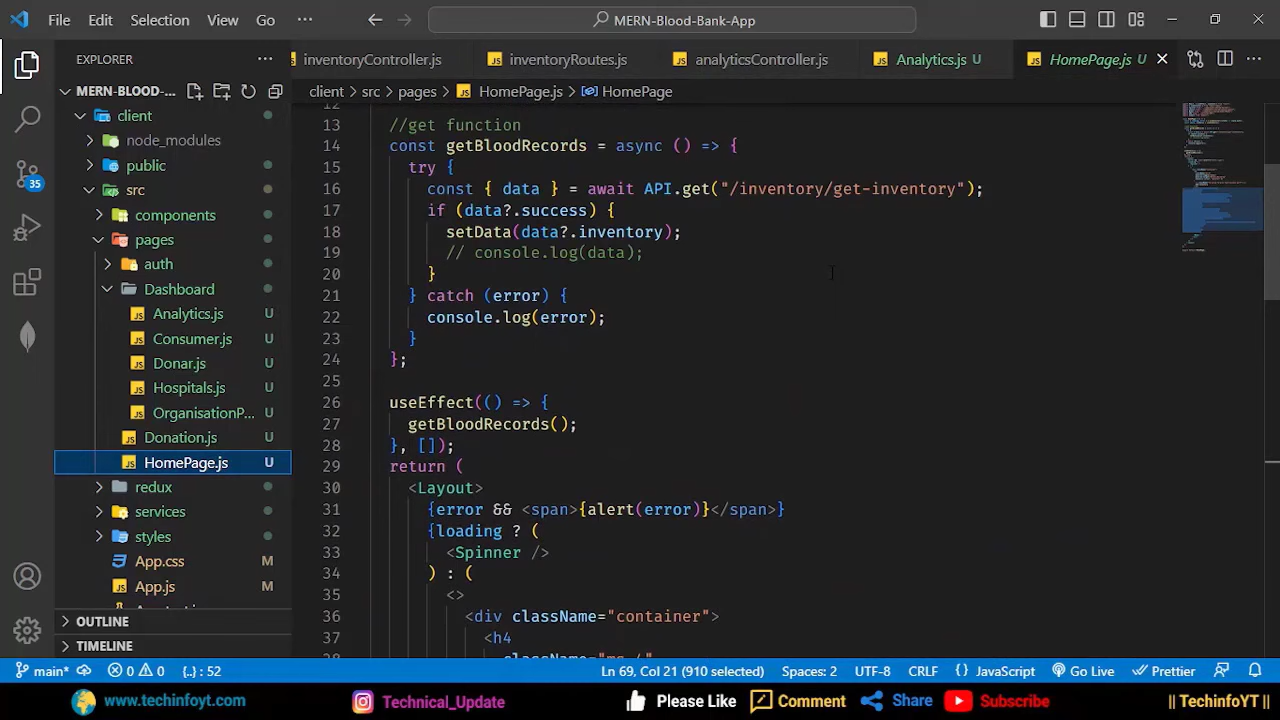 File Edit Selection View Go ··· MERN-Blood-Bank-App
EXPLORER ···
inventoryController.js inventoryRoutes.js analyticsController.js Analytics.js U HomePage.js U
MERN-BLOOD-...
client > src > pages > HomePage.js > HomePage
client
node_modules
public
src
components
pages
auth
Dashboard
Analytics.js U
Consumer.js U
Donar.js U
Hospitals.js U
OrganisationP... U
Donation.js U
HomePage.js U
redux
services
styles
App.css M
App.js M
OUTLINE
TIMELINE
35
12
13 //get function
14 const getBloodRecords = async () => {
15 try {
16 const { data } = await API.get("/inventory/get-inventory");
17 if (data?.success) {
18 setData(data?.inventory);
19 // console.log(data);
20 }
21 } catch (error) {
22 console.log(error);
23 }
24 };
25
26 useEffect(() => {
27 getBloodRecords();
28 }, []);
29 return (
30 <Layout>
31 {error && <span>{alert(error)}</span>}
32 {loading ? (
33 <Spinner />
34 ) : (
35 <>
36 <div className="container">
37 <h4
38
main* 0 0 {.} : 52 Ln 69, Col 21 (910 selected) Spaces: 2 UTF-8 CRLF {} JavaScript Go Live Prettier
www.techinfoyt.com Technical_Update Please Like Comment Share Subscribe || TechinfoYT ||